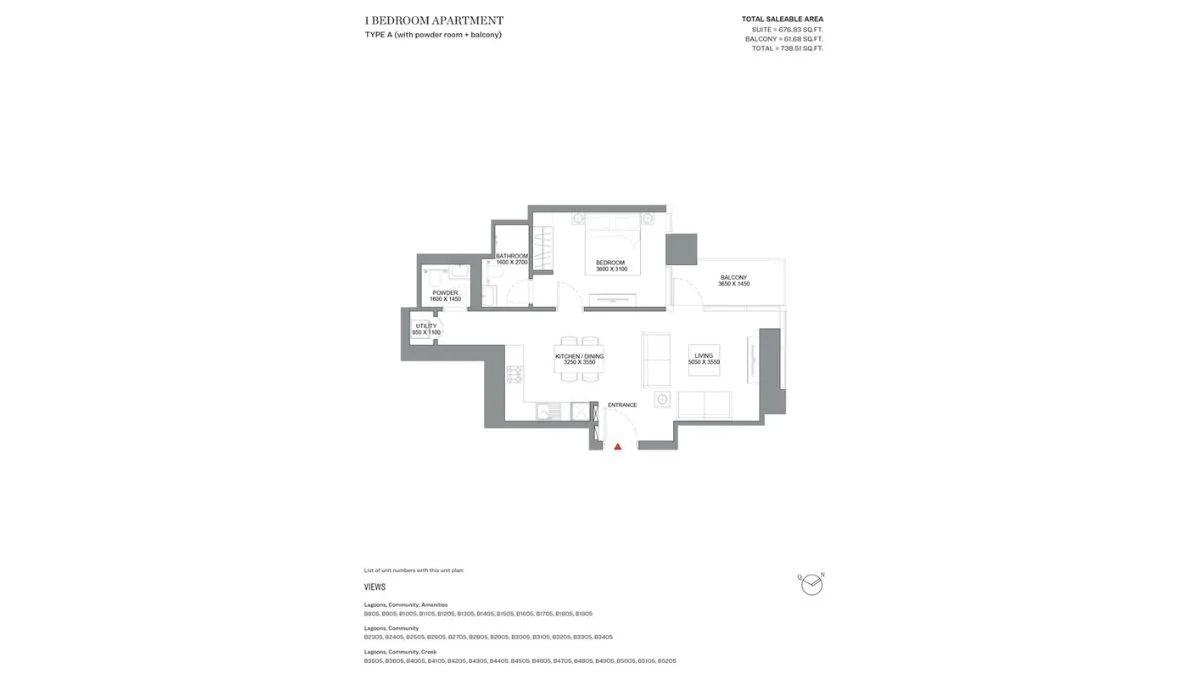 1 BEDROOM APARTMENT
TYPE A (with powder room + balcony)
TOTAL SALEABLE AREA
SUITE = 676.83 SQ.FT.
BALCONY = 61.68 SQ.FT.
TOTAL = 738.51 SQ.FT.
BATHROOM
1600 X 2700
BEDROOM
3600 X 3100
BALCONY
3650 X 1450
POWDER
1600 X 1450
UTILITY
950 X 1100
KITCHEN / DINING
3250 X 3550
LIVING
5050 X 3550
ENTRANCE
List of unit numbers with this unit plan:
VIEWS
Lagoons, Community, Amenities
B805, B905, B1005, B1105, B1205, B1305, B1405, B1505, B1605, B1705, B1805, B1905
Lagoons, Community
B2305, B2405, B2505, B2605, B2705, B2805, B2905, B3005, B3105, B3205, B3305, B3405
Lagoons, Community, Creek
B3505, B3605, B4005, B4105, B4205, B4305, B4405, B4505, B4605, B4705, B4805, B4905, B5005, B5105, B5205
Q
N